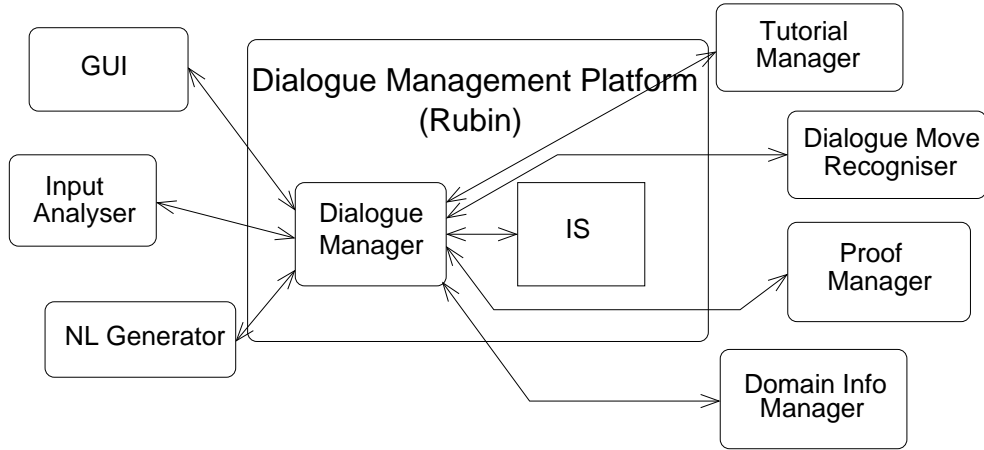 GUI
Input
Analyser
NL Generator
Dialogue Management Platform
(Rubin)
Dialogue
Manager
IS
Tutorial
Manager
Dialogue Move
Recogniser
Proof
Manager
Domain Info
Manager